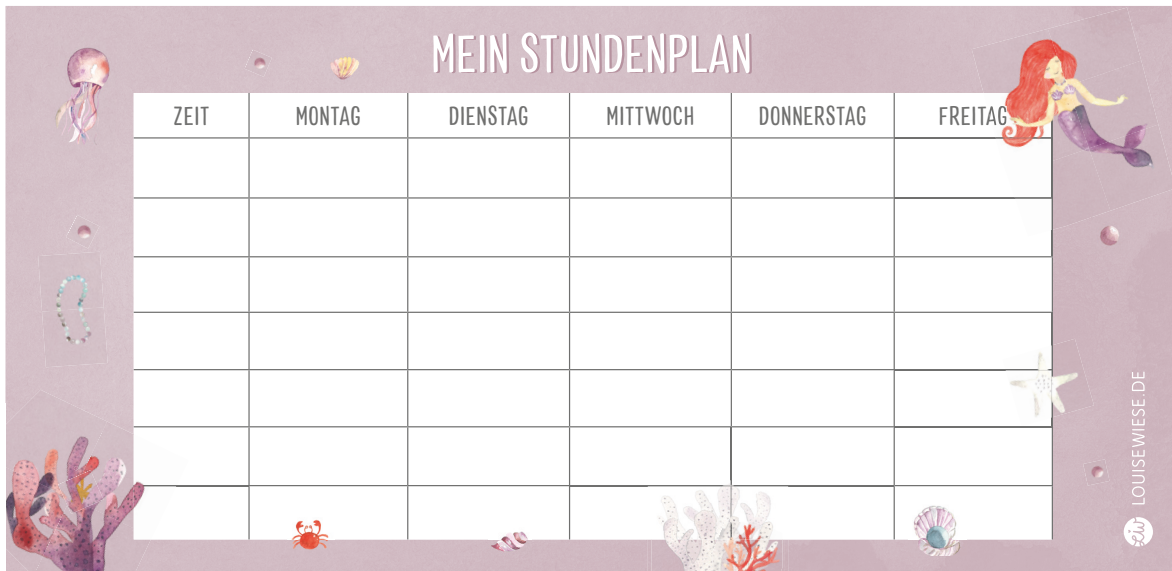 MEIN STUNDENPLAN
ZEIT MONTAG DIENSTAG MITTWOCH DONNERSTAG FREITAG
LOUISEWIESE.DE